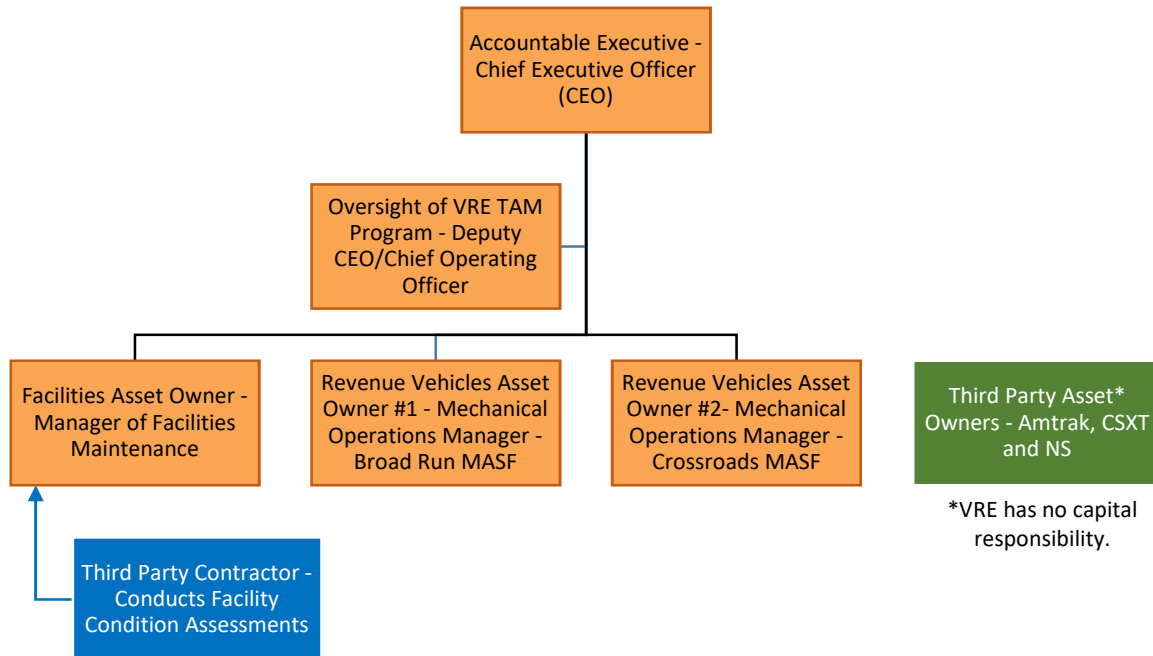 Accountable Executive -
Chief Executive Officer
(CEO)
Oversight of VRE TAM
Program - Deputy
CEO/Chief Operating
Officer
Facilities Asset Owner -
Manager of Facilities
Maintenance
Revenue Vehicles Asset
Owner #1 - Mechanical
Operations Manager -
Broad Run MASF
Revenue Vehicles Asset
Owner #2- Mechanical
Operations Manager -
Crossroads MASF
Third Party Asset*
Owners - Amtrak, CSXT
and NS
*VRE has no capital
responsibility.
Third Party Contractor -
Conducts Facility
Condition Assessments